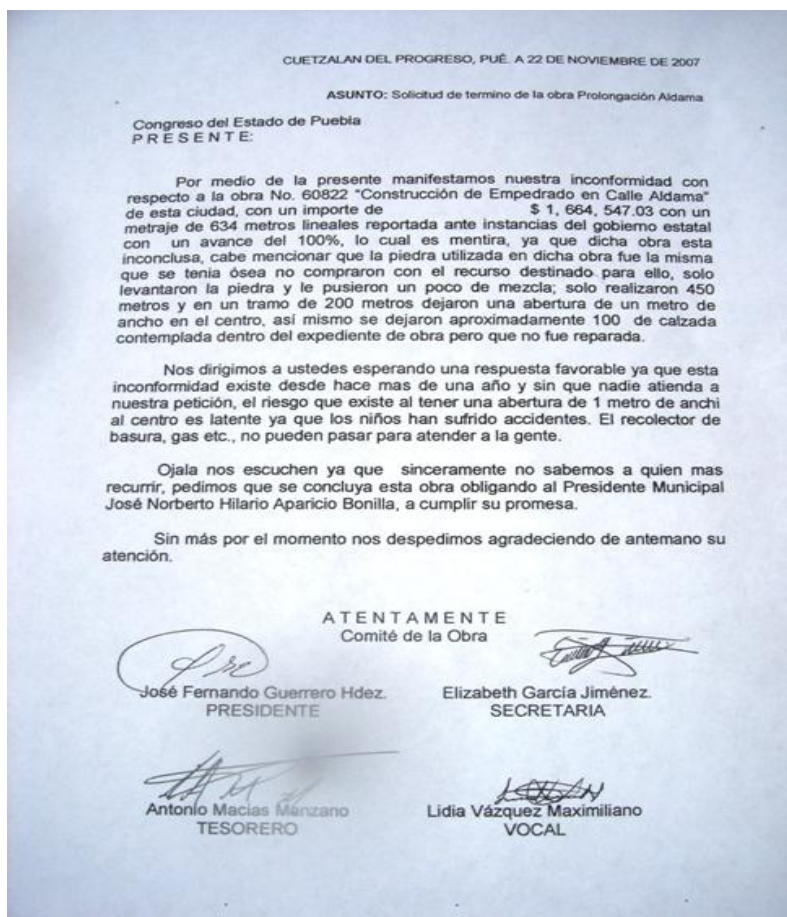 CUETZALAN DEL PROGRESO, PUÉ. A 22 DE NOVIEMBRE DE 2007
ASUNTO: Solicitud de termino de la obra Prolongación Aldama
Congreso del Estado de Puebla
P R E S E N T E:
Por medio de la presente manifestamos nuestra inconformidad con
respecto a la obra No. 60822 "Construcción de Empedrado en Calle Aldama"
de esta ciudad, con un importe de $ 1, 664, 547.03 con un
metraje de 634 metros lineales reportada ante instancias del gobierno estatal
con un avance del 100%, lo cual es mentira, ya que dicha obra esta
inconclusa, cabe mencionar que la piedra utilizada en dicha obra fue la misma
que se tenia ósea no compraron con el recurso destinado para ello, solo
levantaron la piedra y le pusieron un poco de mezcla; solo realizaron 450
metros y en un tramo de 200 metros dejaron una abertura de un metro de
ancho en el centro, así mismo se dejaron aproximadamente 100 de calzada
contemplada dentro del expediente de obra pero que no fue reparada.
Nos dirigimos a ustedes esperando una respuesta favorable ya que esta
inconformidad existe desde hace mas de una año y sin que nadie atienda a
nuestra petición, el riesgo que existe al tener una abertura de 1 metro de anchi
al centro es latente ya que los niños han sufrido accidentes. El recolector de
basura, gas etc., no pueden pasar para atender a la gente.
Ojala nos escuchen ya que sinceramente no sabemos a quien mas
recurrir, pedimos que se concluya esta obra obligando al Presidente Municipal
José Norberto Hilario Aparicio Bonilla, a cumplir su promesa.
Sin más por el momento nos despedimos agradeciendo de antemano su
atención.
A T E N T A M E N T E
Comité de la Obra
José Fernando Guerrero Hdez.
PRESIDENTE
Elizabeth García Jiménez.
SECRETARIA
Antonio Macias Manzano
TESORERO
Lidia Vázquez Maximiliano
VOCAL